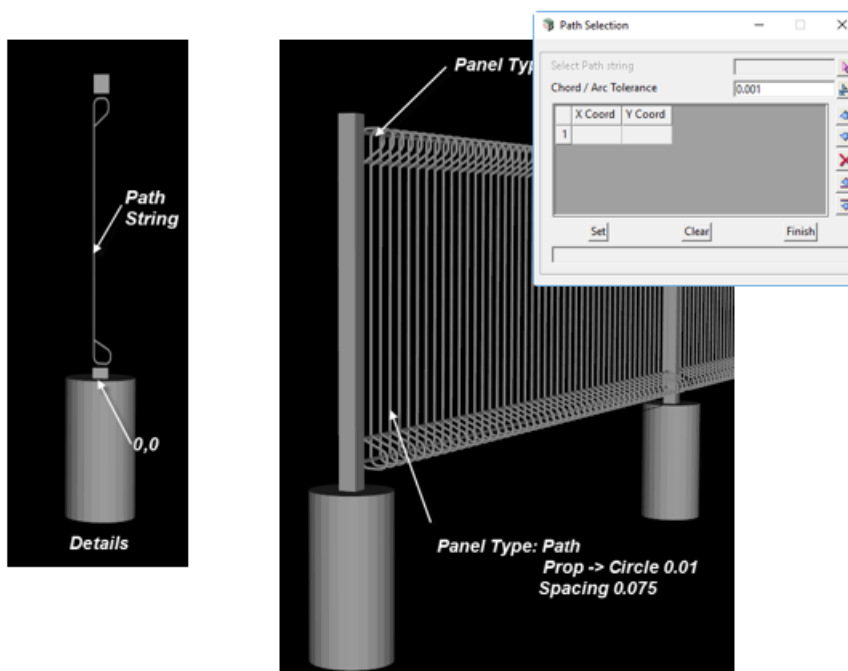 Path
String
0,0
Details
Panel Typ
Panel Type: Path
Prop -> Circle 0.01
Spacing 0.075
Path Selection
Select Path string
Chord / Arc Tolerance 0.001
X Coord Y Coord
1
Set Clear Finish